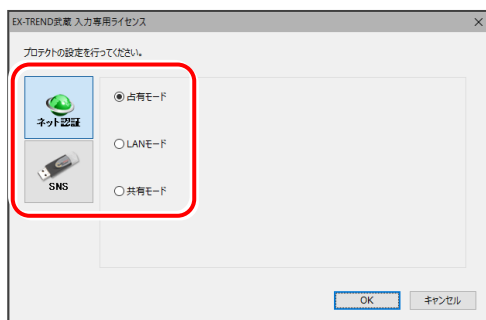 EX-TREND武蔵 入力専用ライセンス
プロテクトの設定を行ってください。
ネット認証
SNS
占有モード
LANモード
共有モード
OK
キャンセル